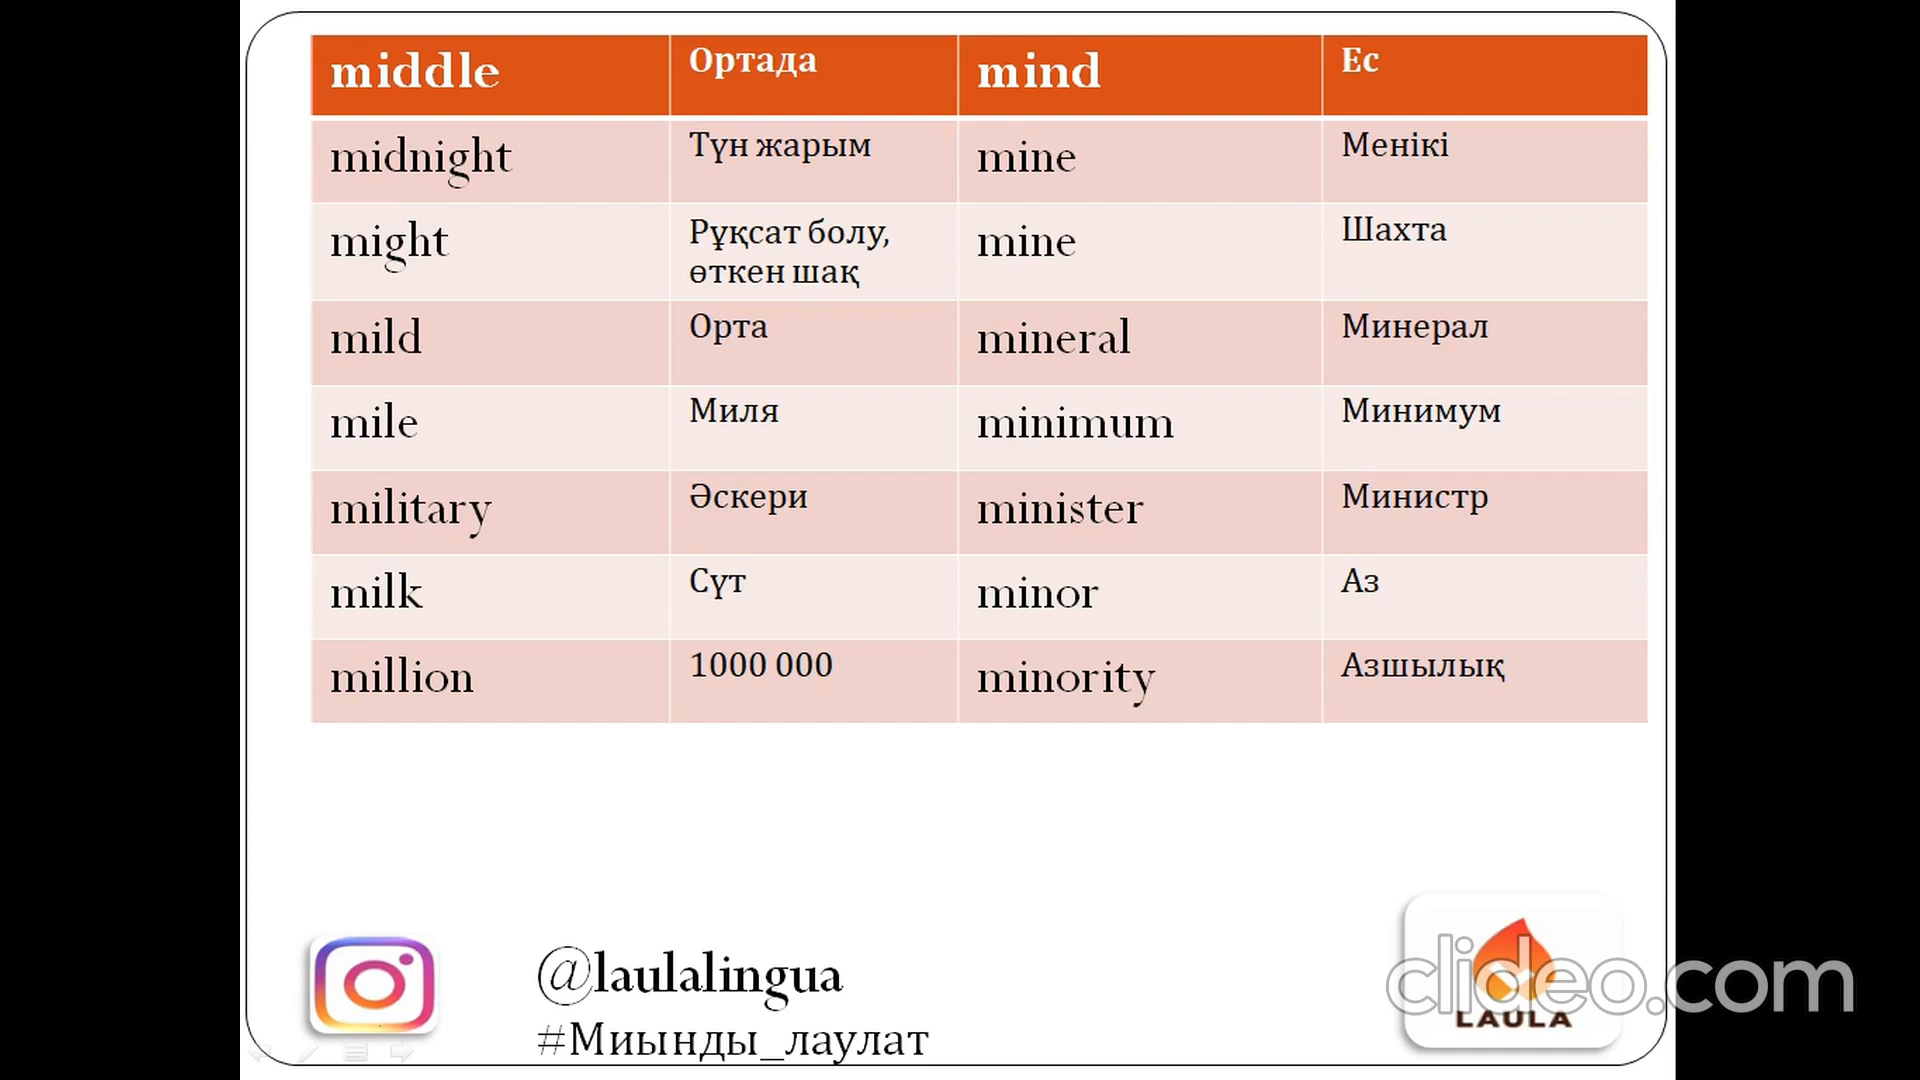 middle Ортада mind Ес
midnight Түн жарым mine Менікі
might Рұқсат болу, mine Шахта
өткен шақ
mild Орта mineral Минерал
mile Миля minimum Минимум
military Әскери minister Министр
milk Сүт minor Аз
million 1000 000 minority Азшылық
@laulalingua
#Миынды_лаулат
clideo.com
LAULA